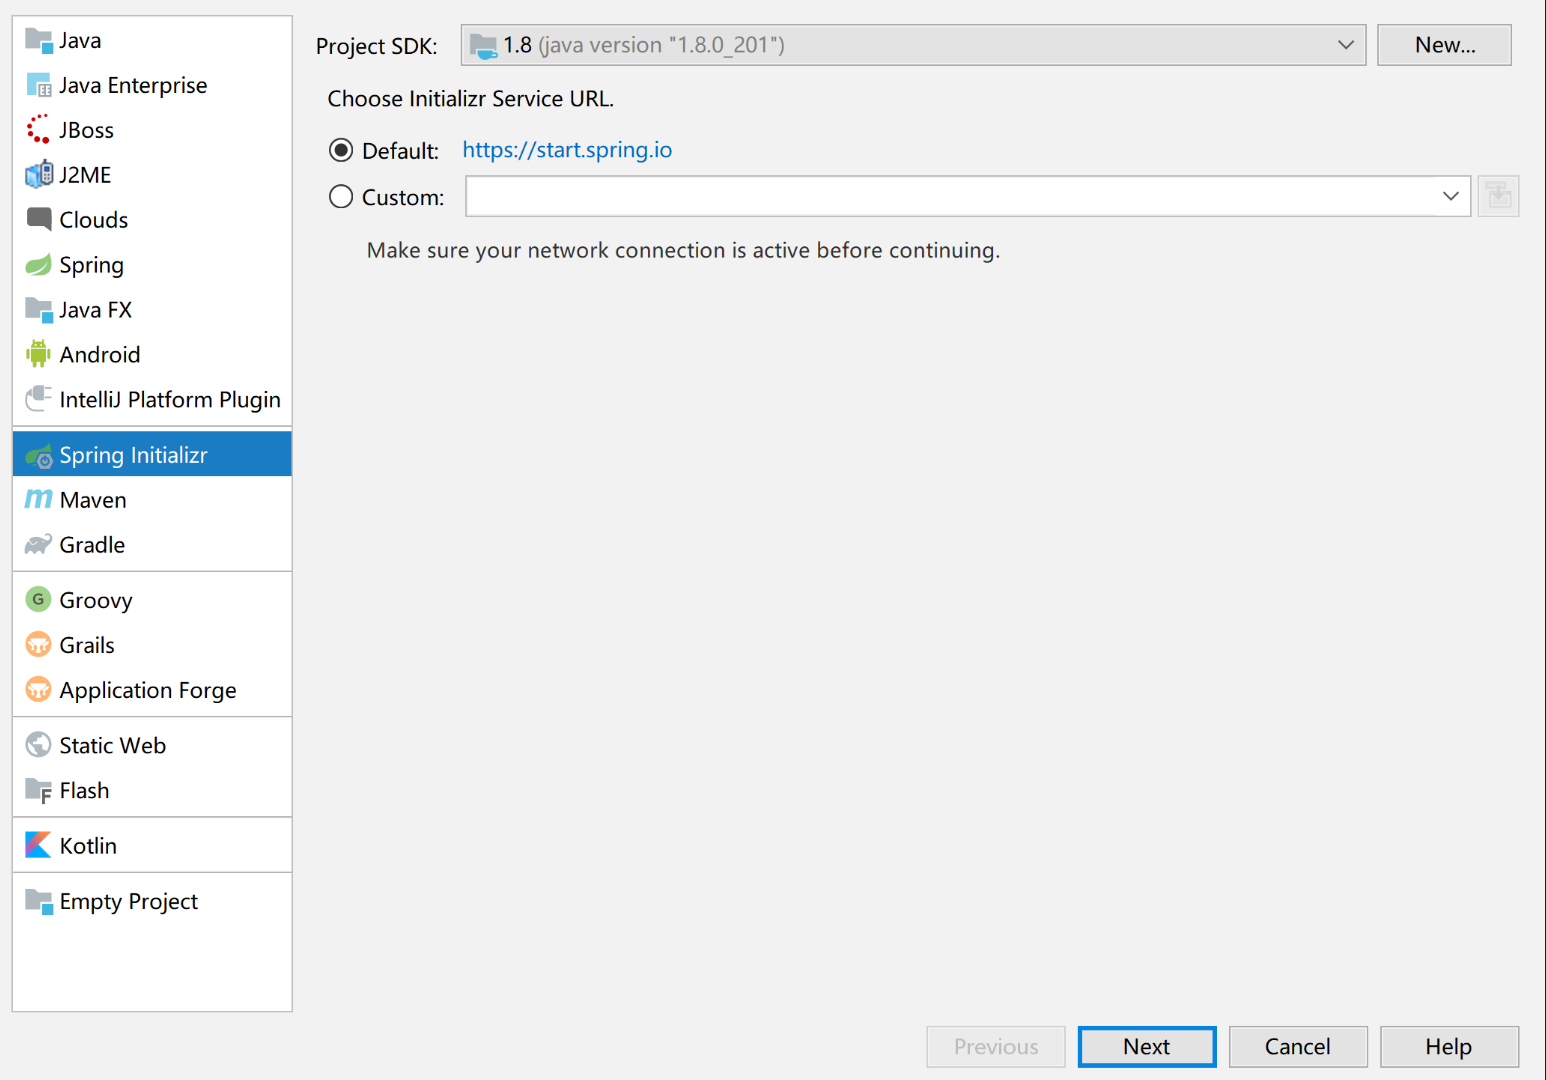 Java
Java Enterprise
JBoss
J2ME
Clouds
Spring
Java FX
Android
IntelliJ Platform Plugin
Spring Initializr
Maven
Gradle
G Groovy
Grails
Application Forge
Static Web
Flash
Kotlin
Empty Project
Project SDK: 1.8 (java version "1.8.0_201") New...
Choose Initializr Service URL.
Default: https://start.spring.io
Custom:
Make sure your network connection is active before continuing.
Previous Next Cancel Help